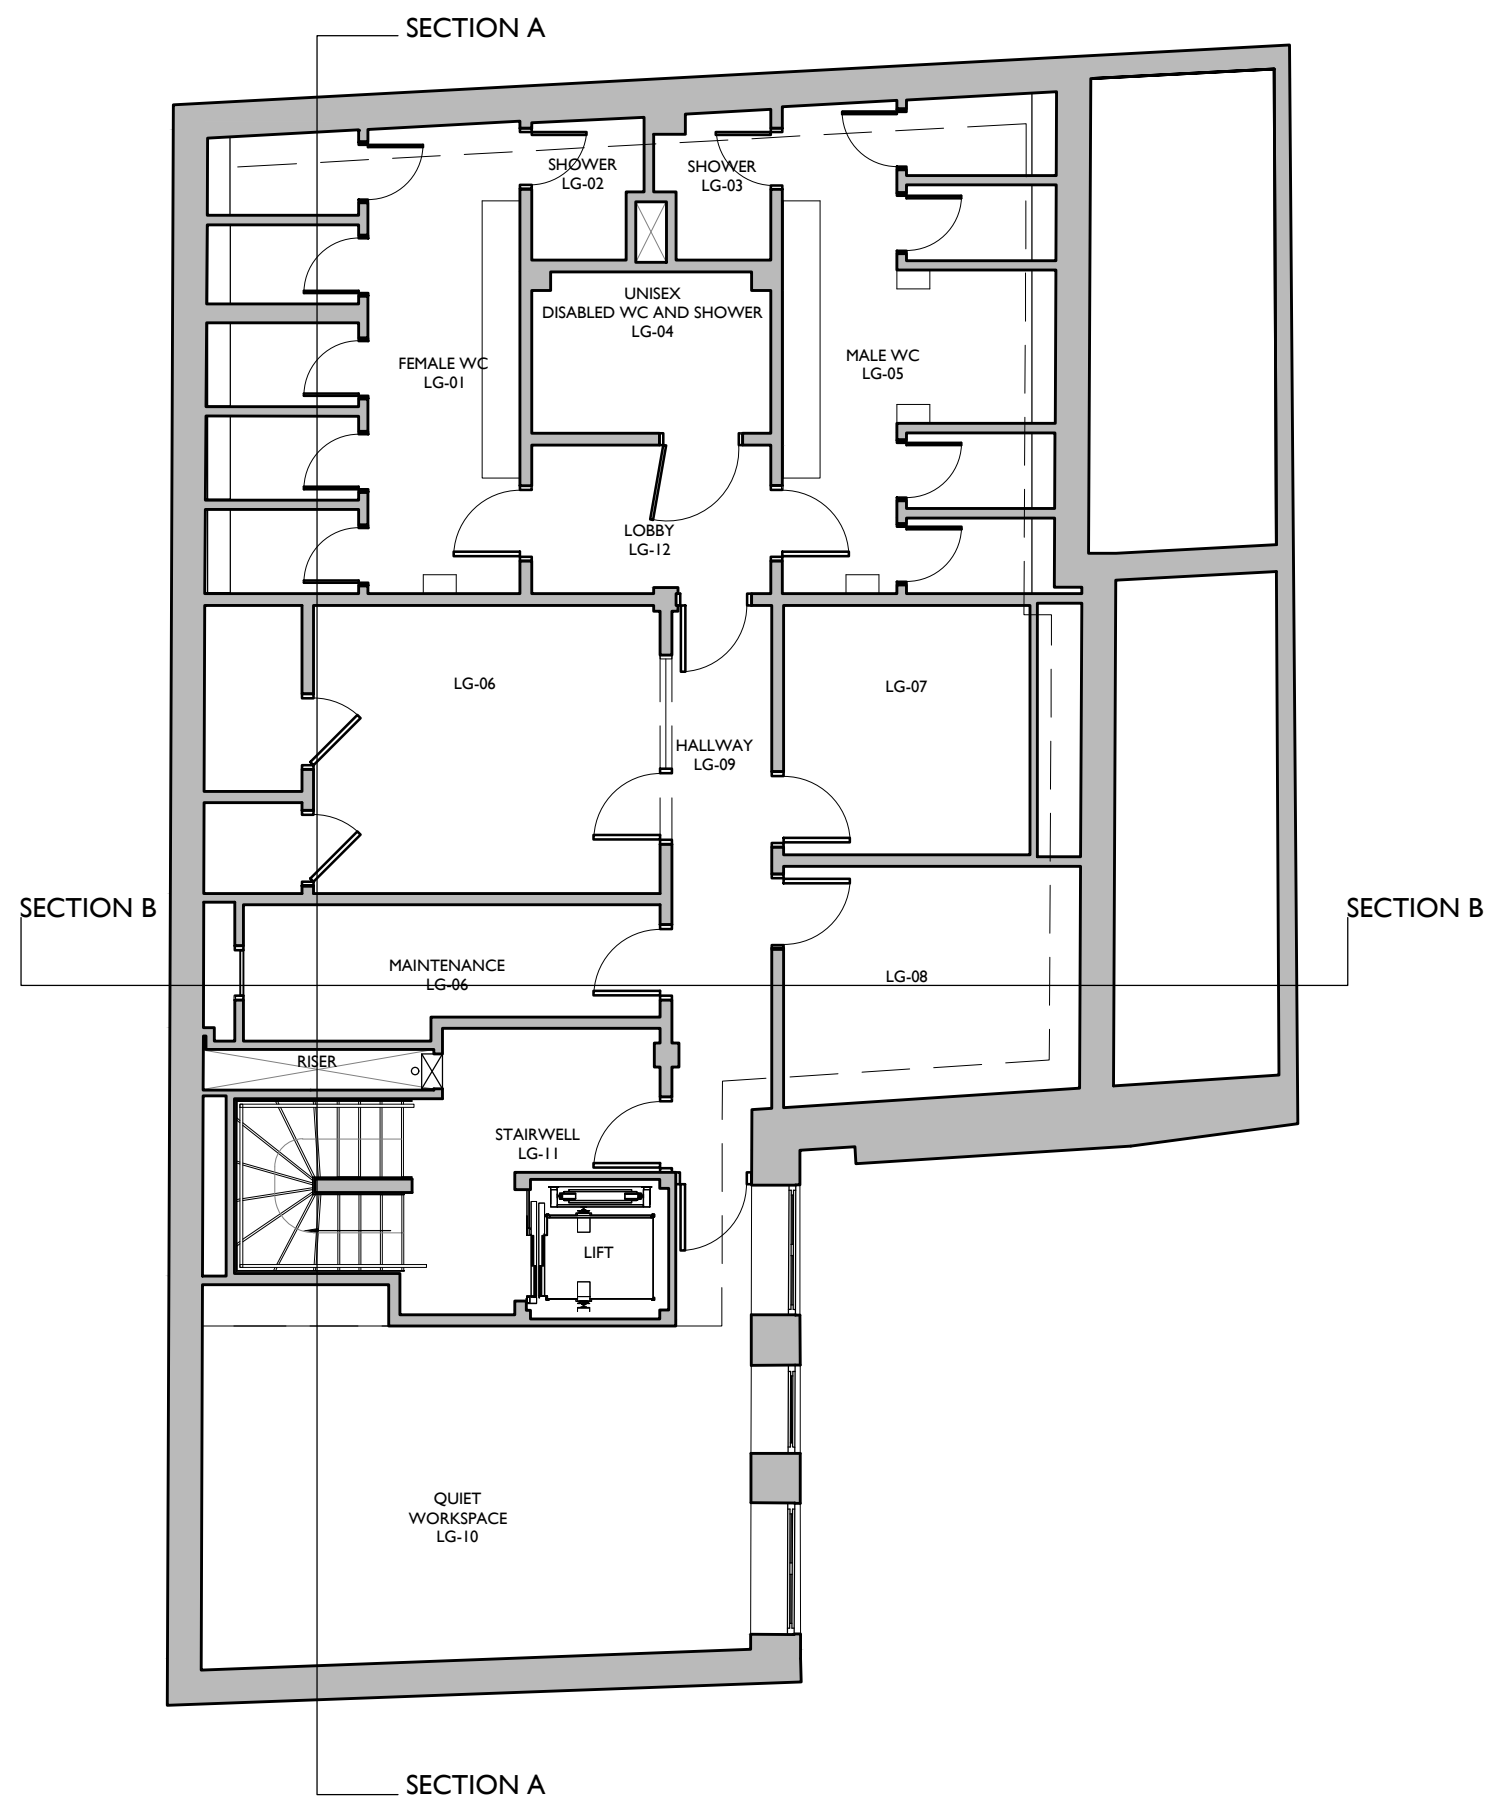 SECTION A
SHOWER
LG-02
SHOWER
LG-03
UNISEX
DISABLED WC AND SHOWER
LG-04
FEMALE WC
LG-01
MALE WC
LG-05
LOBBY
LG-12
LG-06
LG-07
HALLWAY
LG-09
SECTION B
SECTION B
MAINTENANCE
LG-06
LG-08
RISER
STAIRWELL
LG-11
LIFT
QUIET
WORKSPACE
LG-10
SECTION A